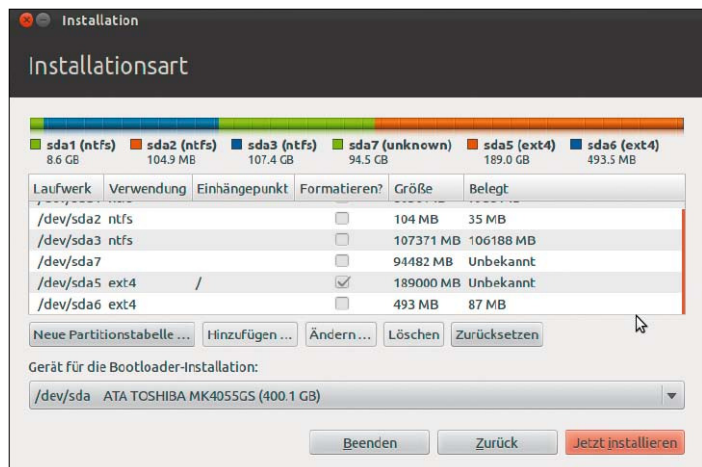 Installation
Installationsart
sda1 (ntfs) sda2 (ntfs) sda3 (ntfs) sda7 (unknown) sda5 (ext4) sda6 (ext4)
8.6 GB 104.9 MB 107.4 GB 94.5 GB 189.0 GB 493.5 MB
Laufwerk Verwendung Einhängepunkt Formatieren? Größe Belegt
/dev/sda2 ntfs 104 MB 35 MB
/dev/sda3 ntfs 107371 MB 106188 MB
/dev/sda7 94482 MB Unbekannt
/dev/sda5 ext4 / 189000 MB Unbekannt
/dev/sda6 ext4 493 MB 87 MB
Neue Partitionstabelle ... Hinzufügen ... Ändern ... Löschen Zurücksetzen
Gerät für die Bootloader-Installation:
/dev/sda ATA TOSHIBA MK4055GS (400.1 GB)
Beenden Zurück Jetzt installieren